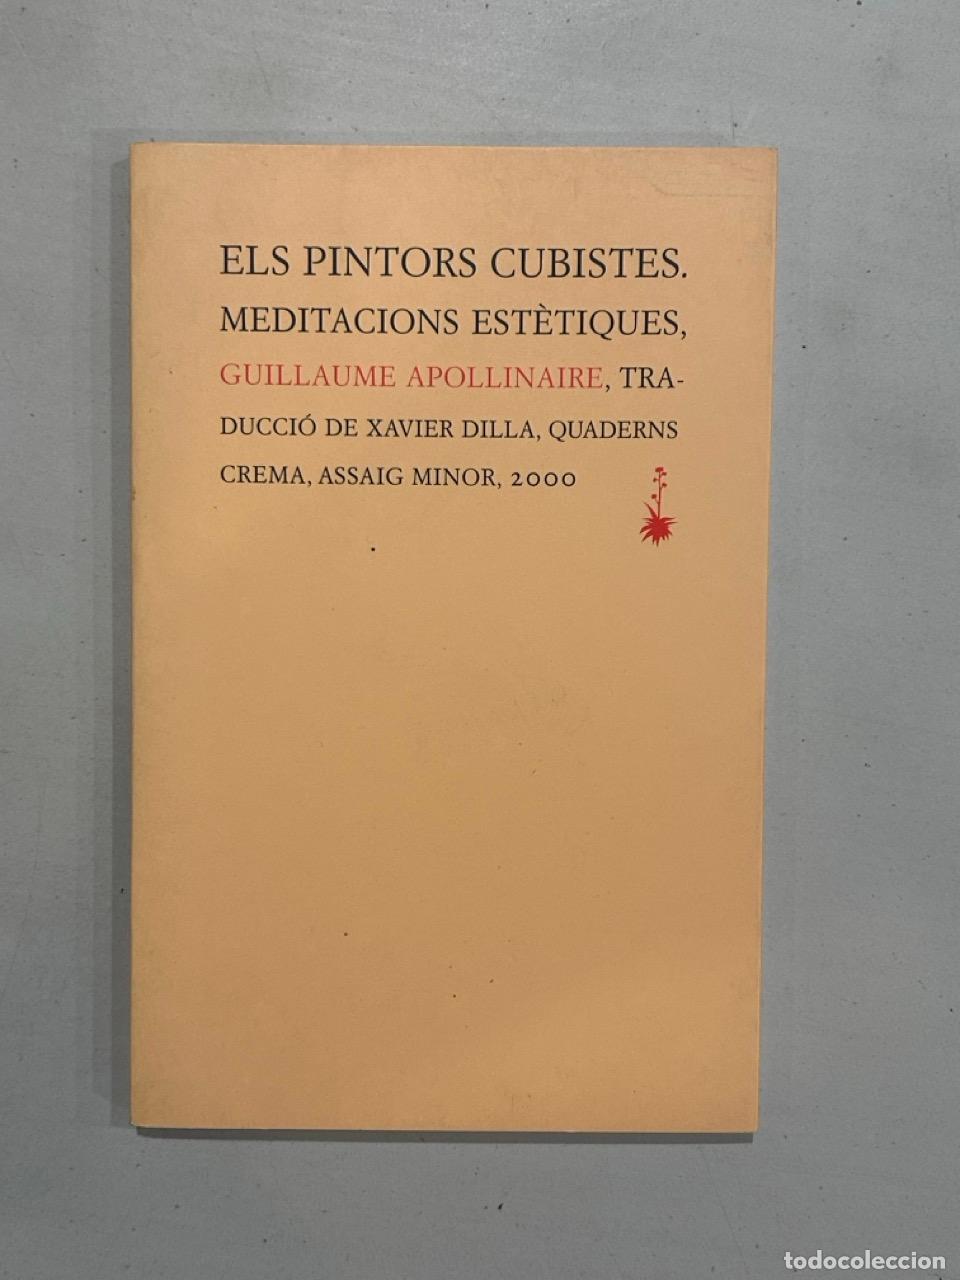 ELS PINTORS CUBISTES.
MEDITACIONS ESTÈTIQUES,
GUILLAUME APOLLINAIRE, TRA-
DUCCIÓ DE XAVIER DILLA, QUADERNS
CREMA, ASSAIG MINOR, 2000
todocoleccion